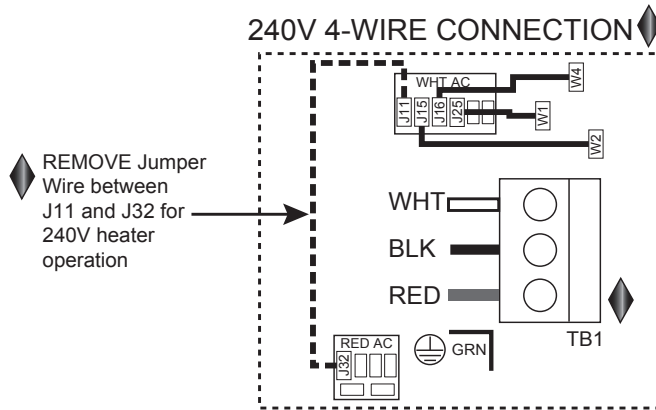 240V 4-WIRE CONNECTION
WHT AC
J11 J15 J16 J25
W4
W1
W2
REMOVE Jumper
Wire between
J11 and J32 for
240V heater
operation
WHT
BLK
RED
TB1
RED AC
J32
GRN